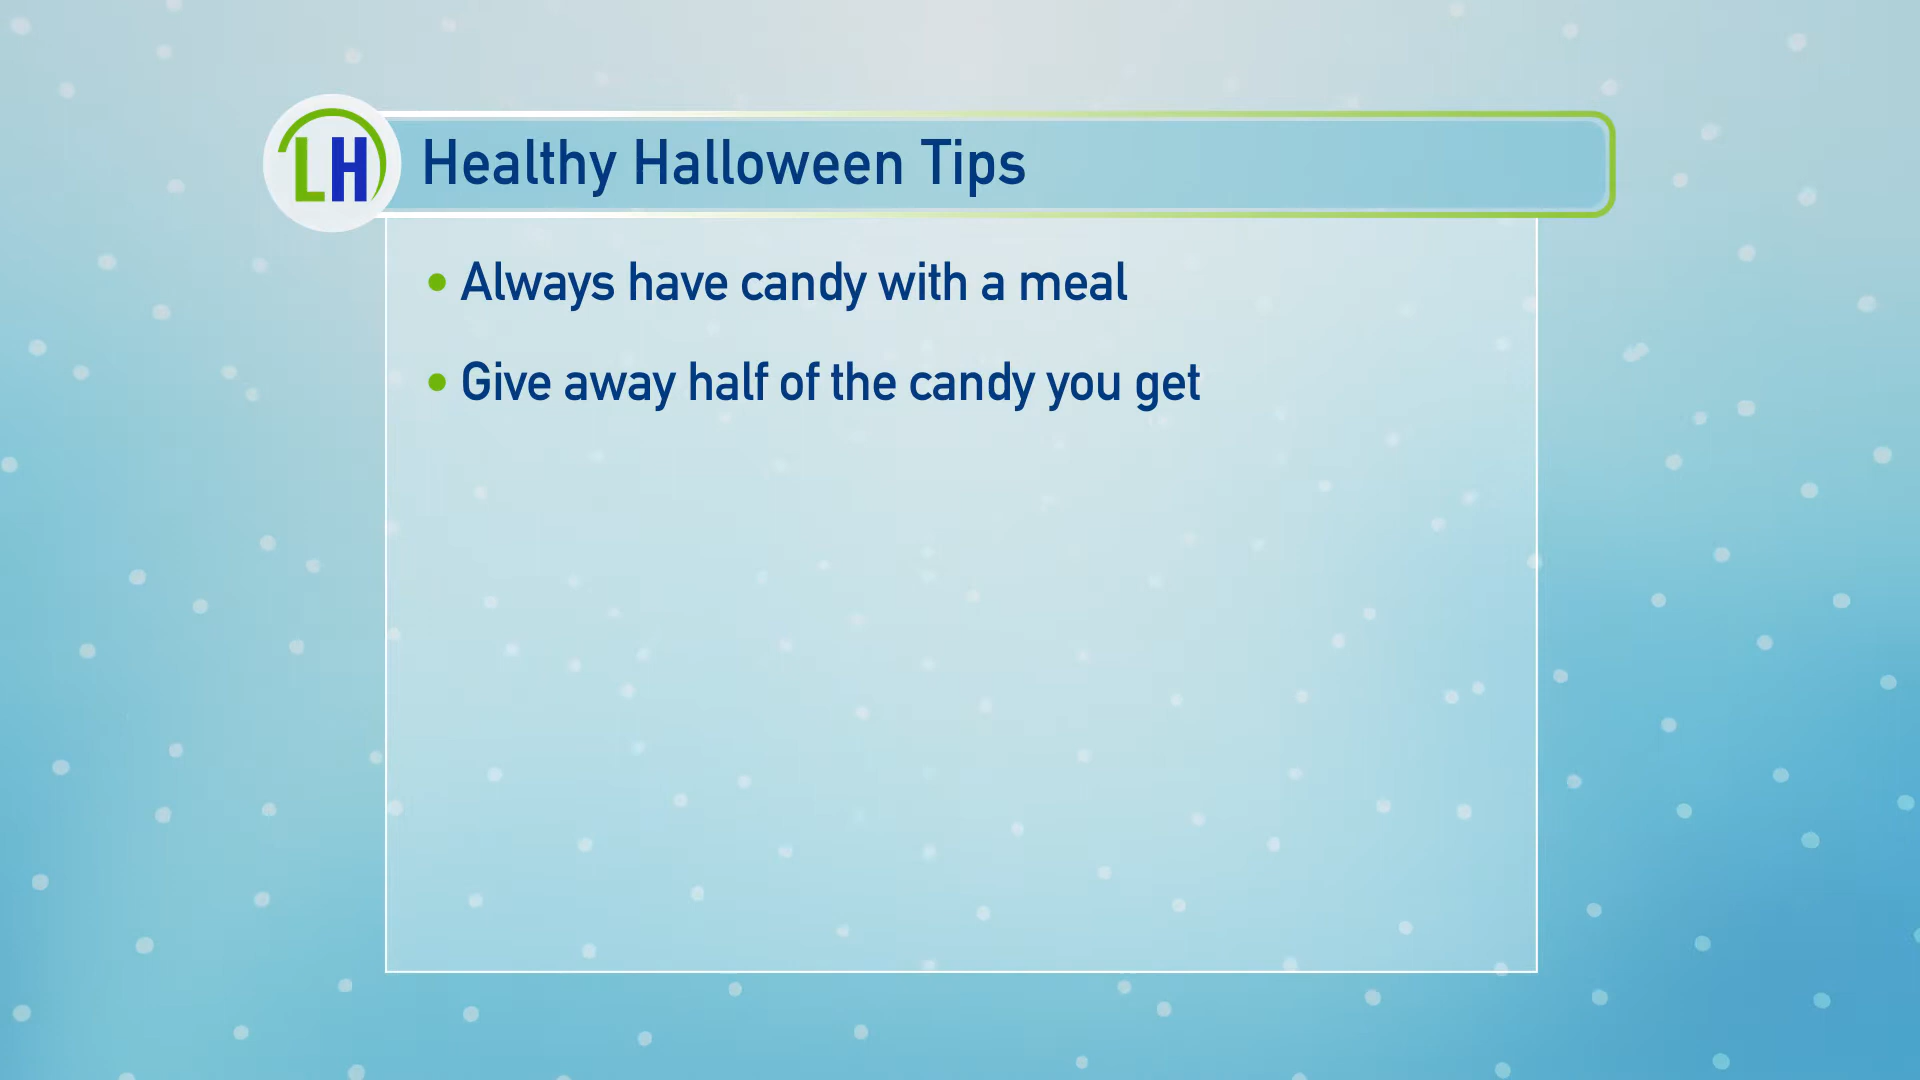 LH
Healthy Halloween Tips
• Always have candy with a meal
• Give away half of the candy you get